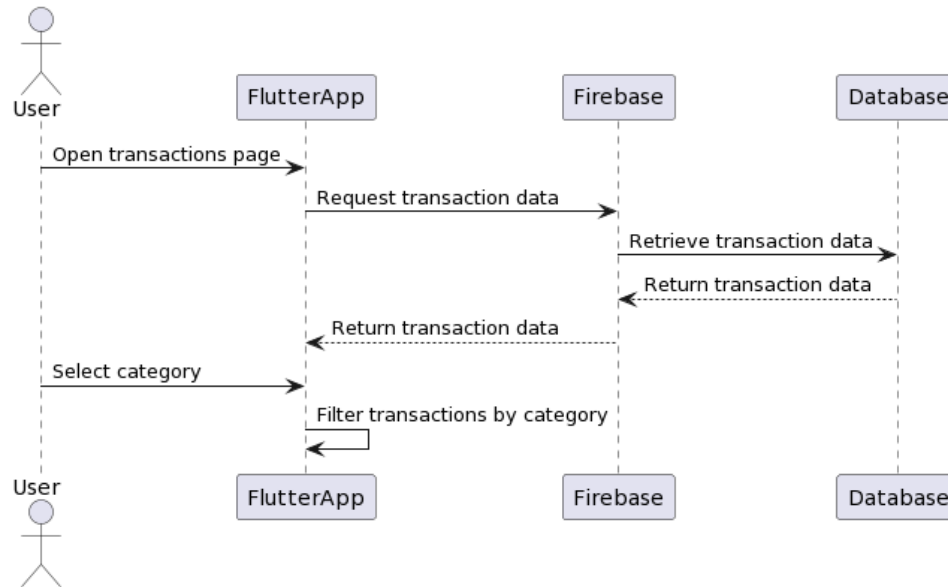 User
FlutterApp
Firebase
Database
Open transactions page
Request transaction data
Retrieve transaction data
Return transaction data
Return transaction data
Select category
Filter transactions by category
User
FlutterApp
Firebase
Database